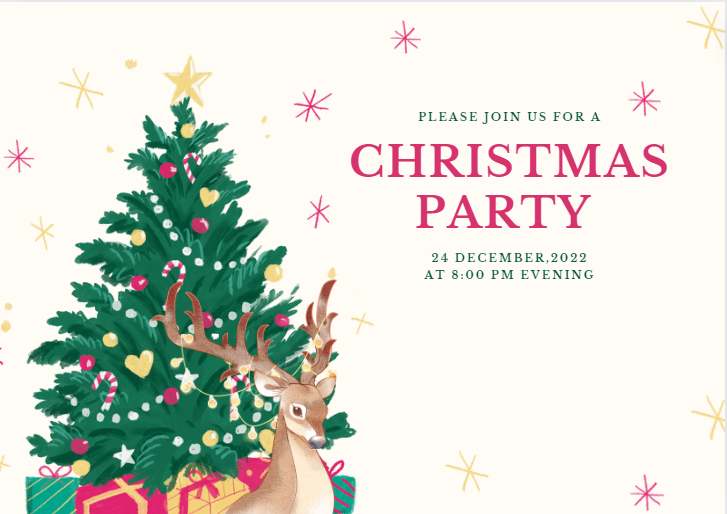 PLEASE JOIN US FOR A
CHRISTMAS
PARTY
24 DECEMBER,2022
AT 8:00 PM EVENING